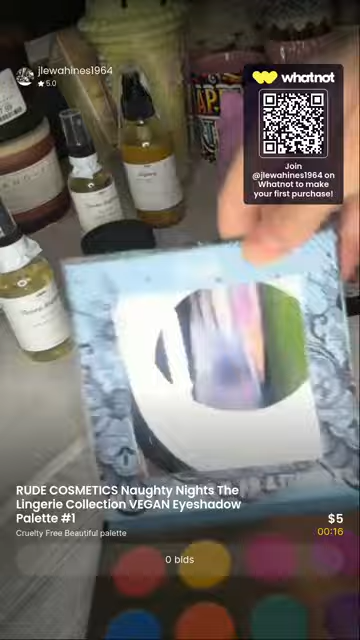 jlewahines1964
5.0
whatnot
Join
@jlewahines1964 on
Whatnot to make
your first purchase!
RUDE COSMETICS Naughty Nights The
Lingerie Collection VEGAN Eyeshadow
Palette #1
Cruelty Free Beautiful palette
$5
00:16
0 bids